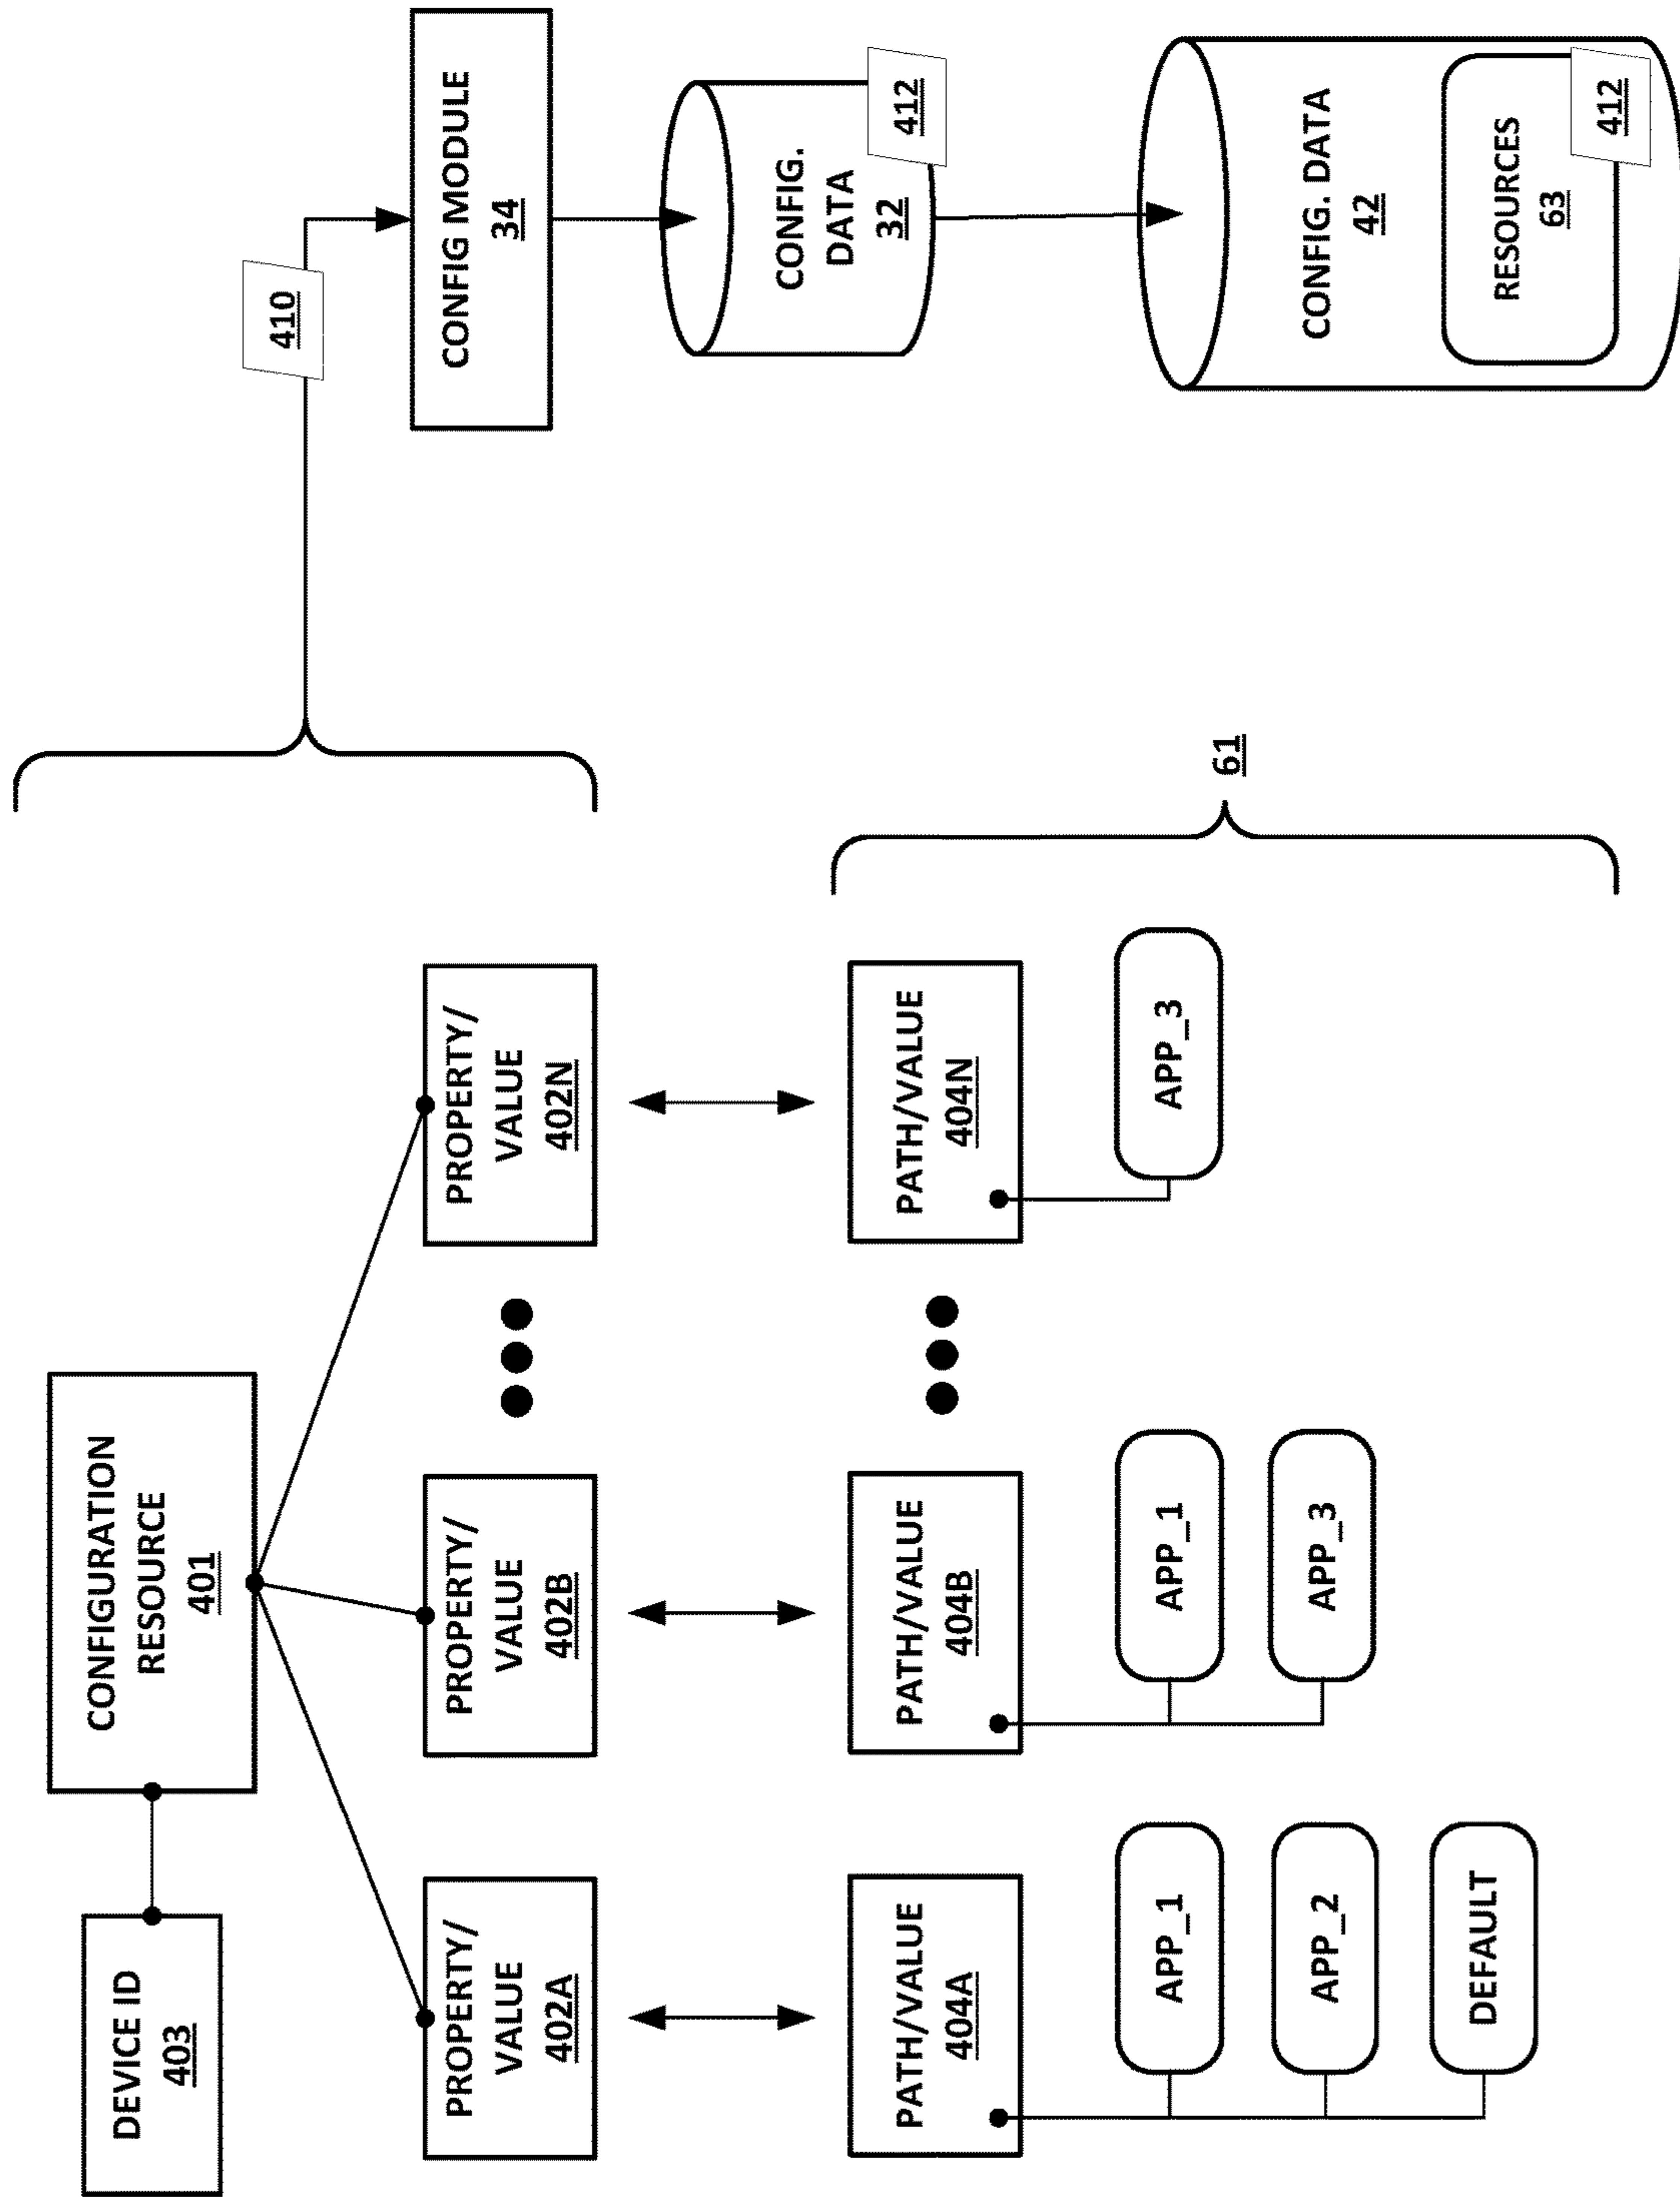 DEVICE ID
403
CONFIGURATION
RESOURCE
401
PROPERTY/
VALUE
402A
PROPERTY/
VALUE
402B
PROPERTY/
VALUE
402N
PATH/VALUE
404A
PATH/VALUE
404B
PATH/VALUE
404N
APP_1
APP_2
DEFAULT
APP_1
APP_3
APP_3
61
410
CONFIG MODULE
34
CONFIG.
DATA
32
412
CONFIG. DATA
42
RESOURCES
63
412